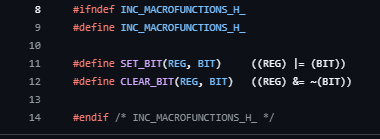 8 #ifndef INC_MACROFUNCTIONS_H_
9 #define INC_MACROFUNCTIONS_H_
10
11 #define SET_BIT(REG, BIT) ((REG) |= (BIT))
12 #define CLEAR_BIT(REG, BIT) ((REG) &= ~(BIT))
13
14 #endif /* INC_MACROFUNCTIONS_H_ */